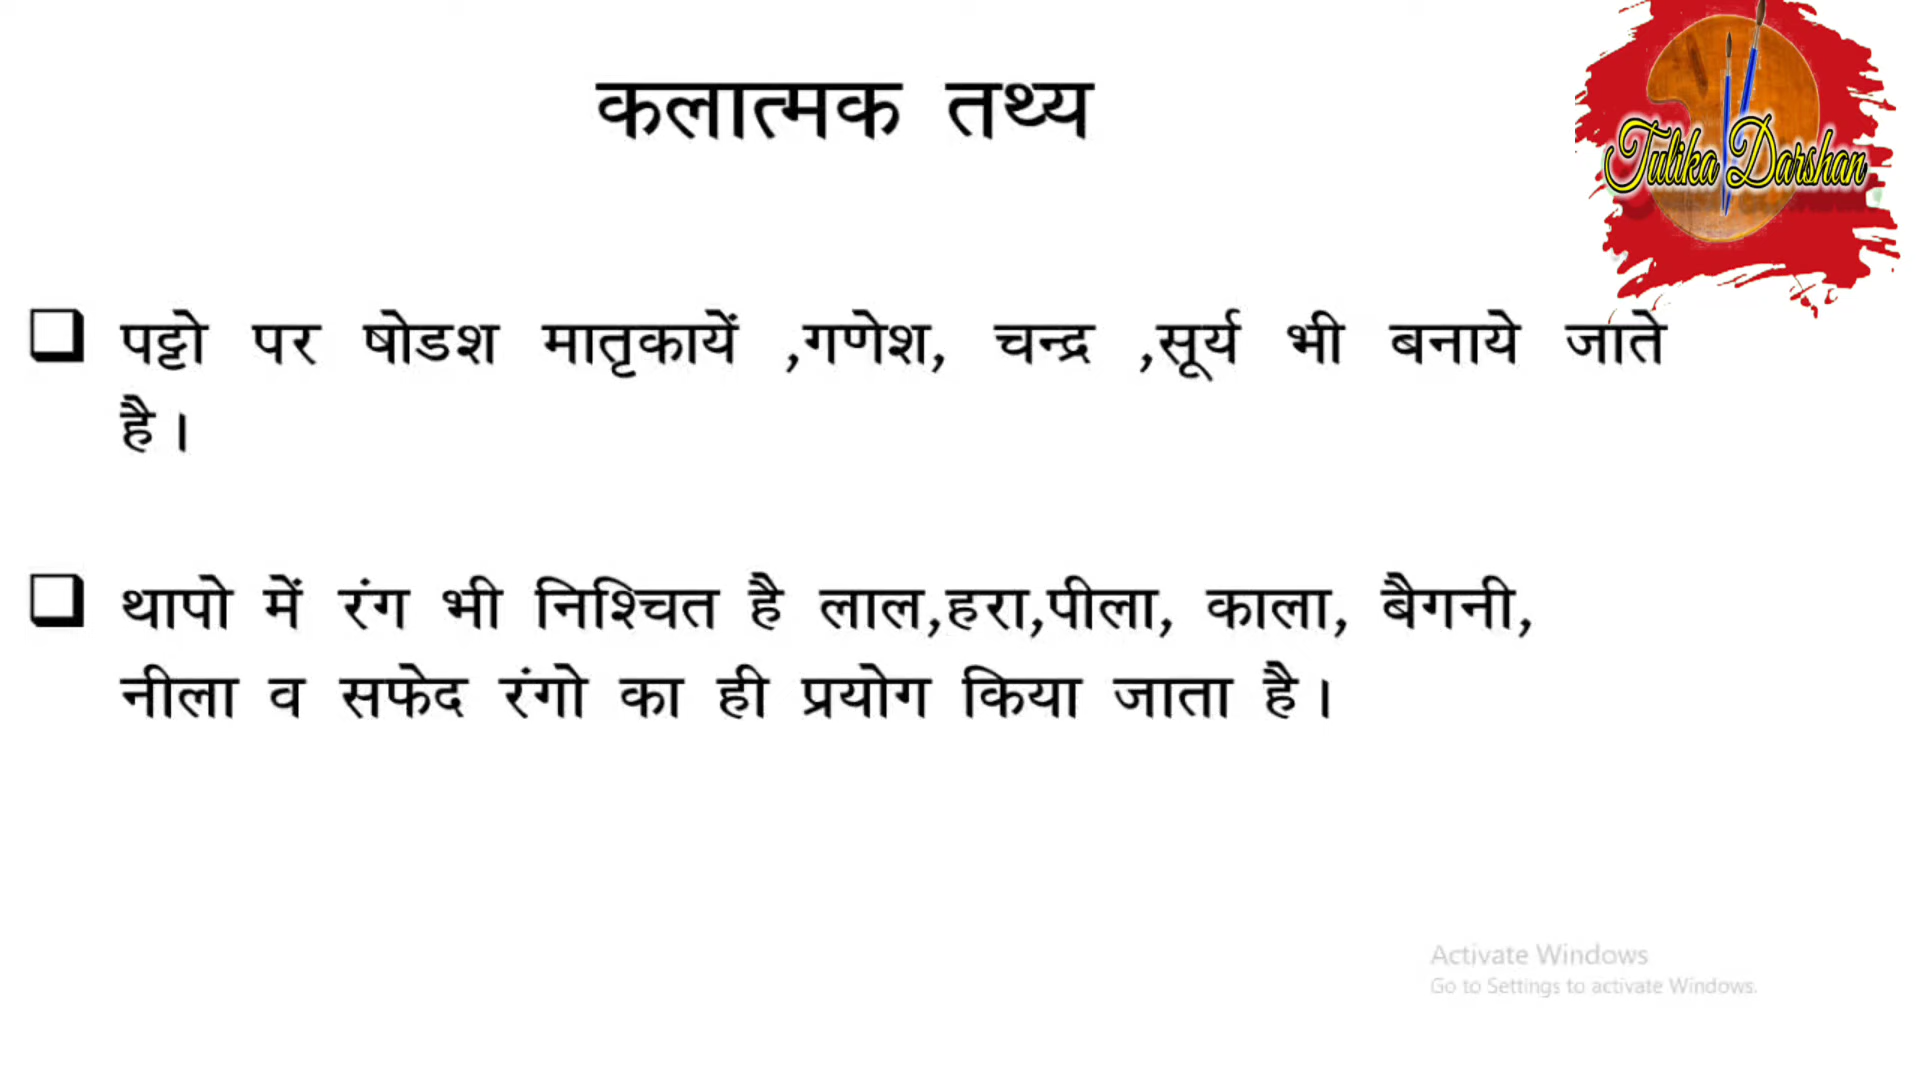 कलात्मक तथ्य
Tulika Darshan
❑ पट्टो पर षोडश मातृकायें ,गणेश, चन्द्र ,सूर्य भी बनाये जाते
है।
❑ थापो में रंग भी निश्चित है लाल,हरा,पीला, काला, बैगनी,
नीला व सफेद रंगो का ही प्रयोग किया जाता है।
Activate Windows
Go to Settings to activate Windows.